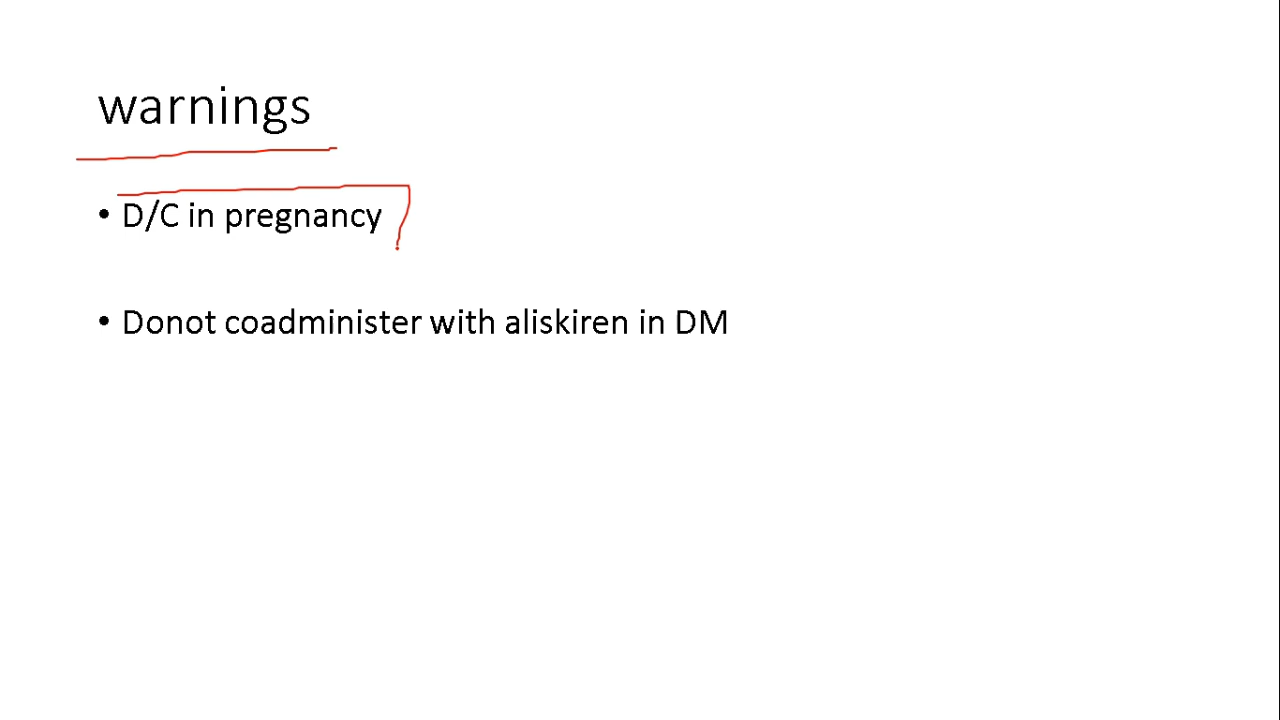 warnings
• D/C in pregnancy
• Donot coadminister with aliskiren in DM